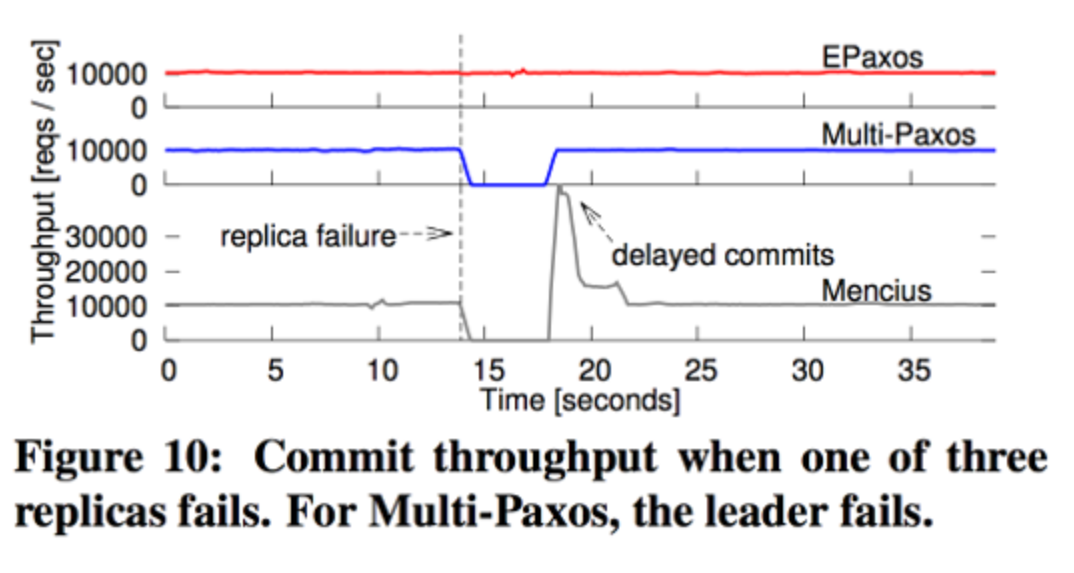 Throughput [reqs / sec]
10000
0
EPaxos
10000
0
Multi-Paxos
30000
20000
10000
0
replica failure
delayed commits
Mencius
0 5 10 15 20 25 30 35
Time [seconds]
Figure 10: Commit throughput when one of three
replicas fails. For Multi-Paxos, the leader fails.